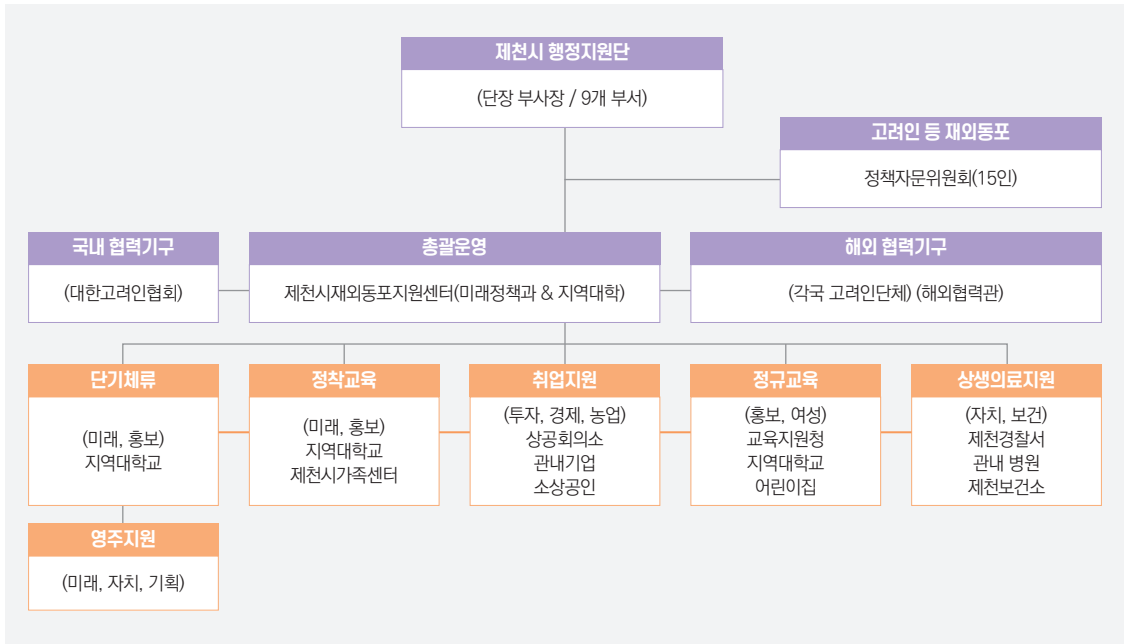 제천시 행정지원단
(단장 부사장 / 9개 부서)
고려인 등 재외동포
정책자문위원회(15인)
국내 협력기구
(대한고려인협회)
총괄운영
제천시재외동포지원센터(미래정책과 & 지역대학)
해외 협력기구
(각국 고려인단체) (해외협력관)
단기체류
(미래, 홍보)
지역대학교
정착교육
(미래, 홍보)
지역대학교
제천시가족센터
취업지원
(투자, 경제, 농업)
상공회의소
관내기업
소상공인
정규교육
(홍보, 여성)
교육지원청
지역대학교
어린이집
상생의료지원
(자치, 보건)
제천경찰서
관내 병원
제천보건소
영주지원
(미래, 자치, 기획)